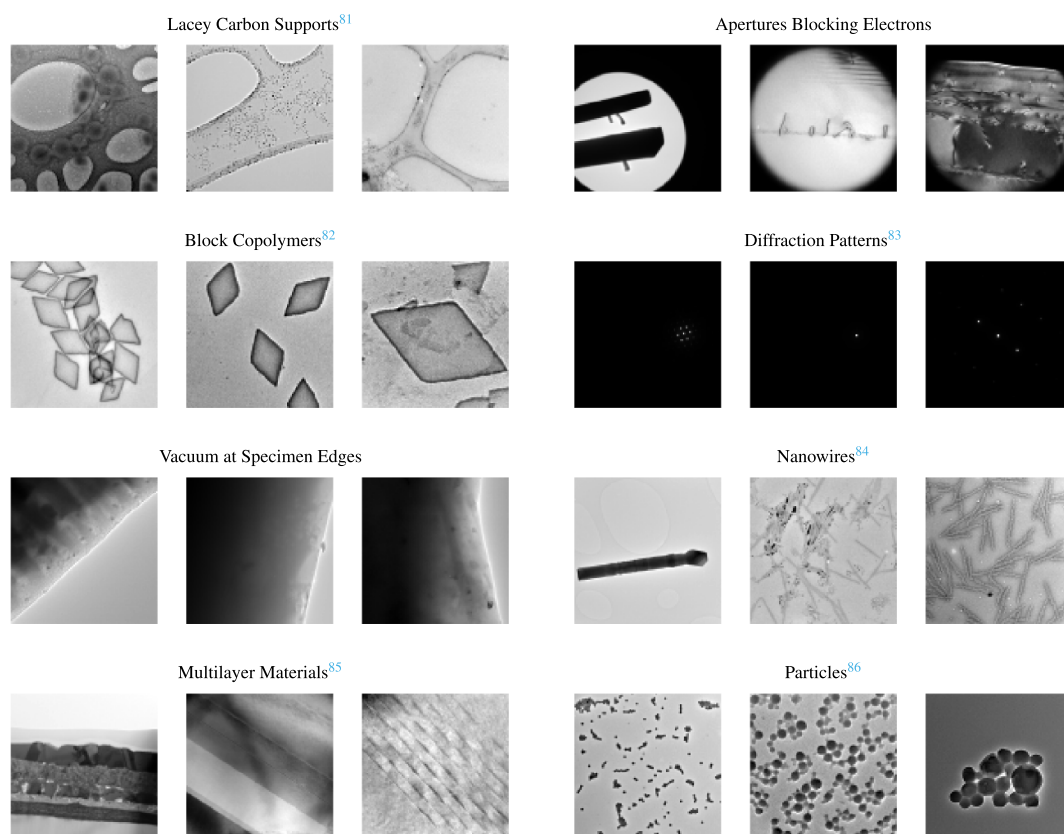 Lacey Carbon Supports81
Apertures Blocking Electrons
Block Copolymers82
Diffraction Patterns83
Vacuum at Specimen Edges
Nanowires84
Multilayer Materials85
Particles86